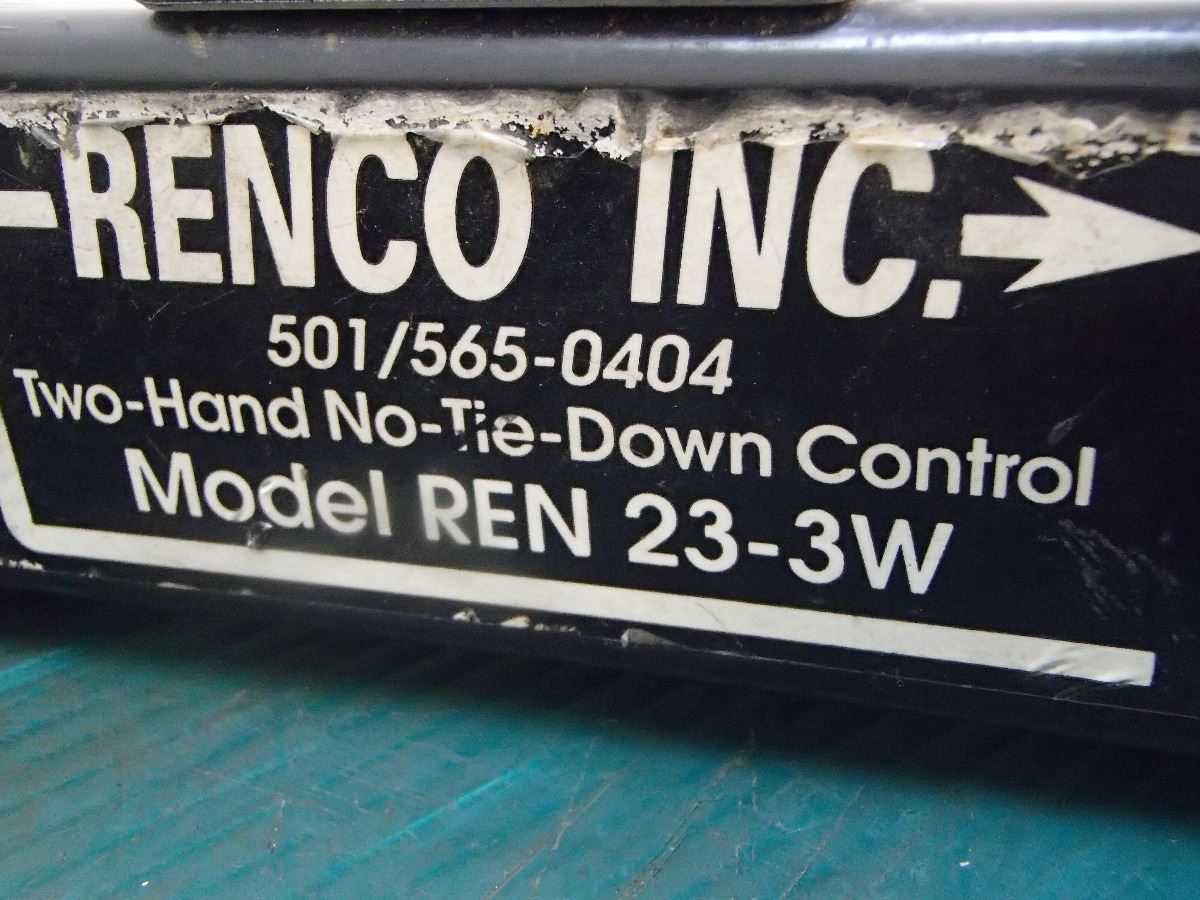 RENCO INC.
501/565-0404
Two-Hand No-Tie-Down Control
Model REN 23-3W